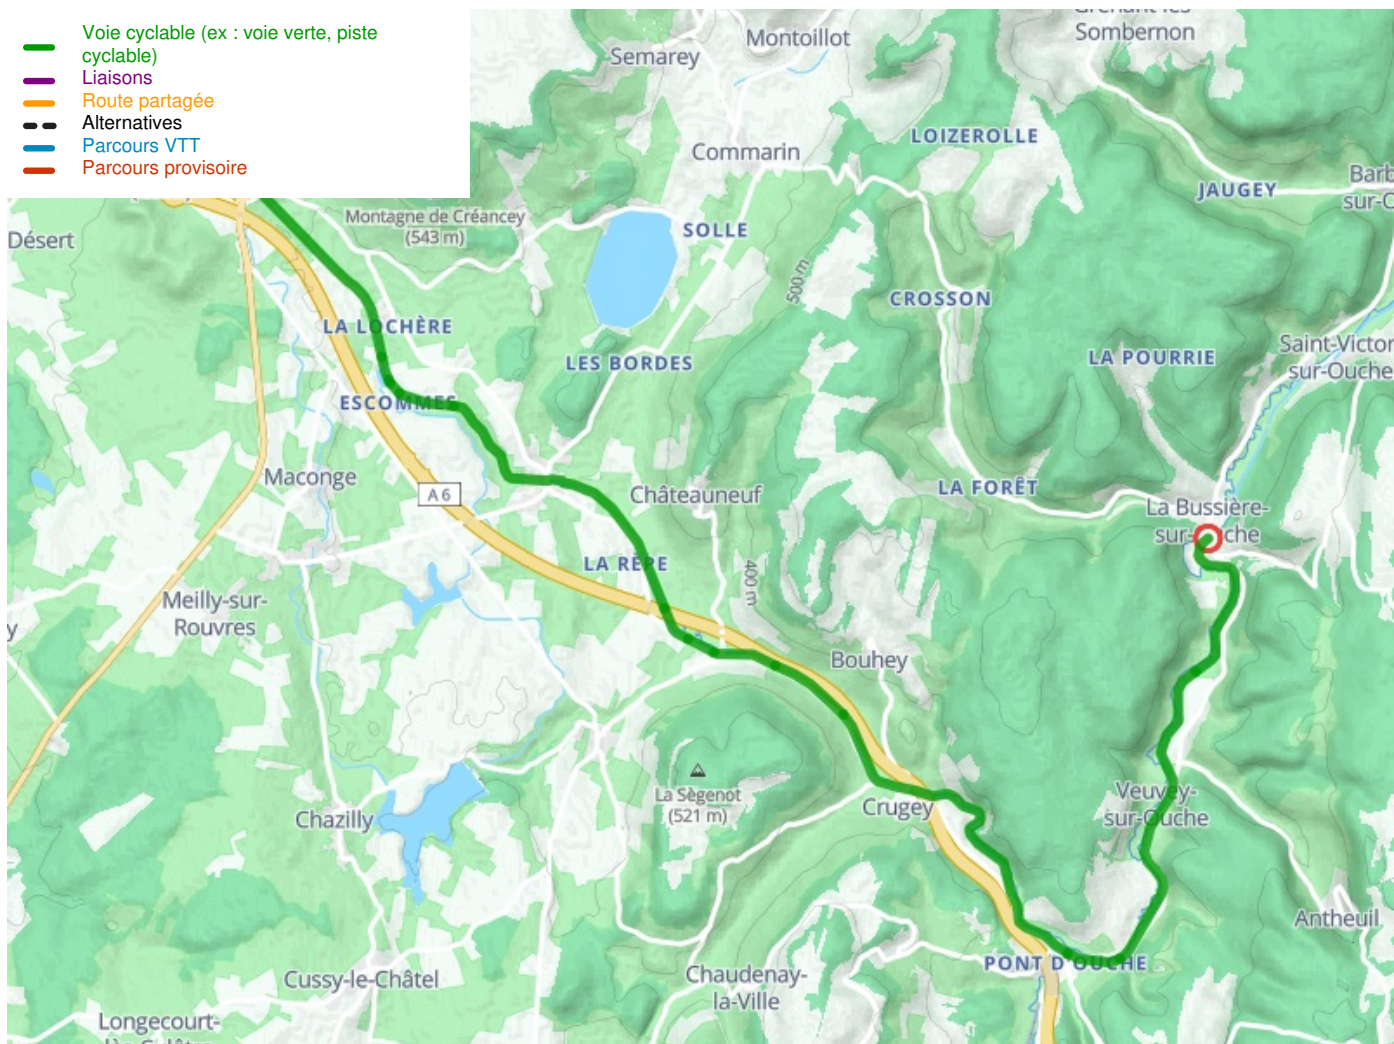 Voie cyclable (ex : voie verte, piste
cyclable)
Liaisons
Route partagée
Alternatives
Parcours VTT
Parcours provisoire
Sombernon
Montoillot
Semarey
LOIZEROLLE
Commarin
JAUGEY
Montagne de Créancey
(543 m)
SOLLE
Désert
500 m
CROSSON
LA LOCHÈRE
LES BORDES
LA POURRIE
Saint-Victor
sur-Ouche
ESCOMMES
Maconge
A 6
Châteauneuf
LA FORÊT
La Bussière-
sur-Ouche
LA RÈPE
400 m
Meilly-sur-
Rouvres
Bouhey
La Sègenot
(521 m)
Crugey
Veuvey-
sur-Ouche
Chazilly
Antheuil
PONT D'OUCHE
Cussy-le-Châtel
Chaudenay-
la-Ville
Longecourt-